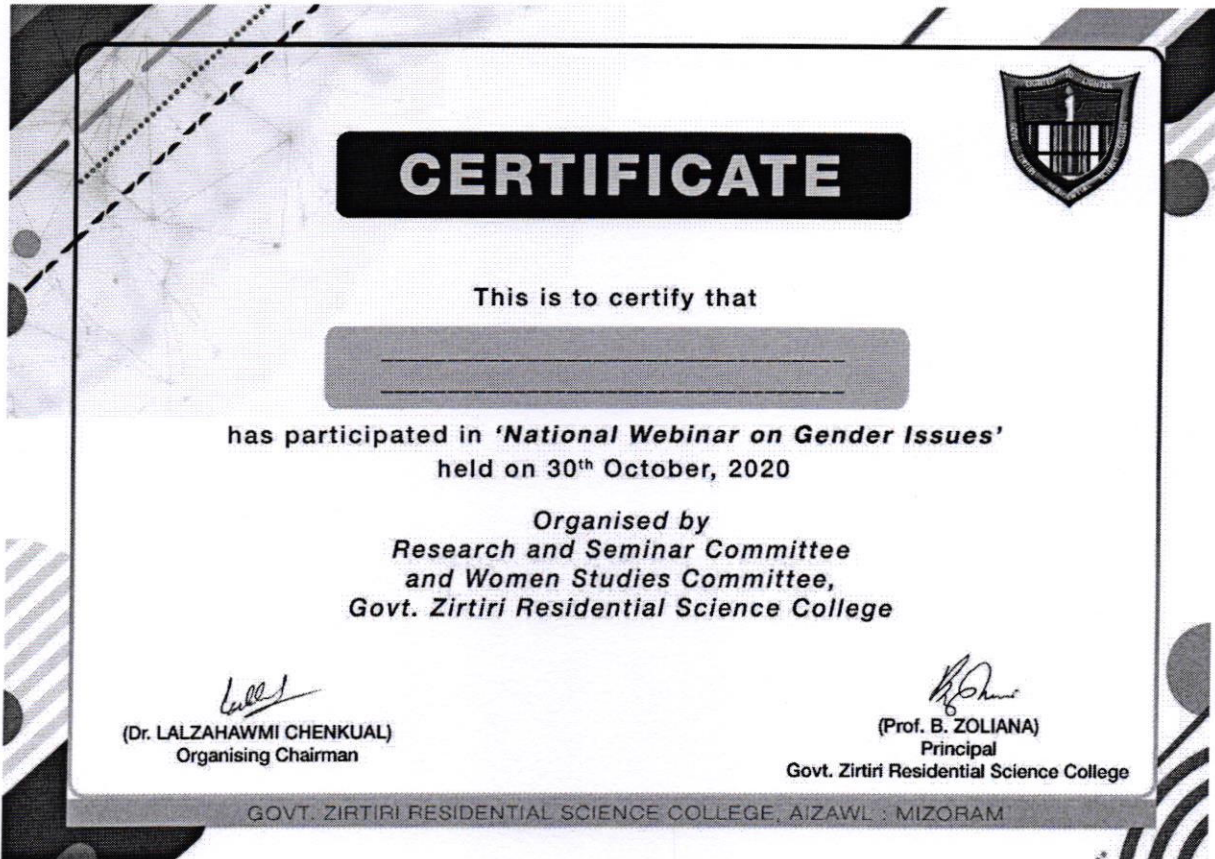 CERTIFICATE
This is to certify that
has participated in ‘National Webinar on Gender Issues’
held on 30th October, 2020
Organised by
Research and Seminar Committee
and Women Studies Committee,
Govt. Zirtiri Residential Science College
(Dr. LALZAHAWMI CHENKUAL)
Organising Chairman
(Prof. B. ZOLIANA)
Principal
Govt. Zirtiri Residential Science College
GOVT. ZIRTIRI RESIDENTIAL SCIENCE COLLEGE, AIZAWL : MIZORAM